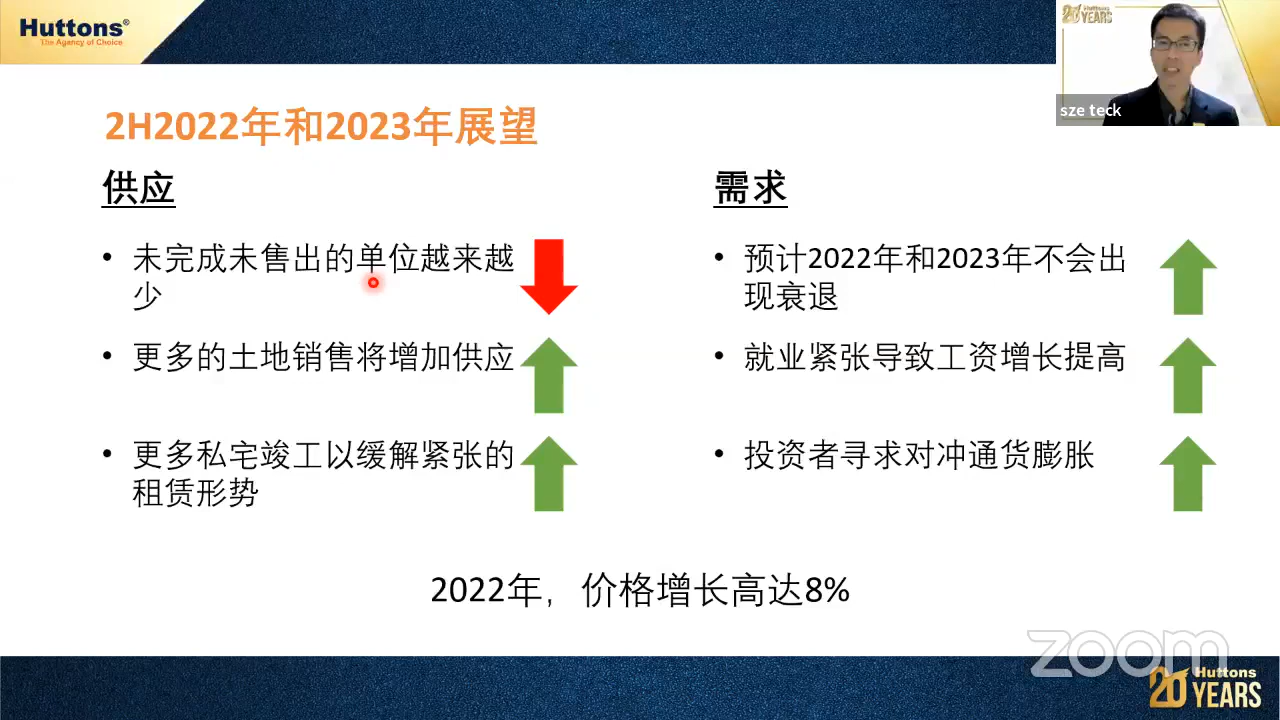 Huttons®
The Agency of Choice
Huttons
20 YEARS
sze teck
2H2022年和2023年展望
供应
• 未完成未售出的单位越来越
少
• 更多的土地销售将增加供应
• 更多私宅竣工以缓解紧张的
租赁形势
需求
• 预计2022年和2023年不会出
现衰退
• 就业紧张导致工资增长提高
• 投资者寻求对冲通货膨胀
2022年，价格增长高达8%
zoom
Huttons
20 YEARS